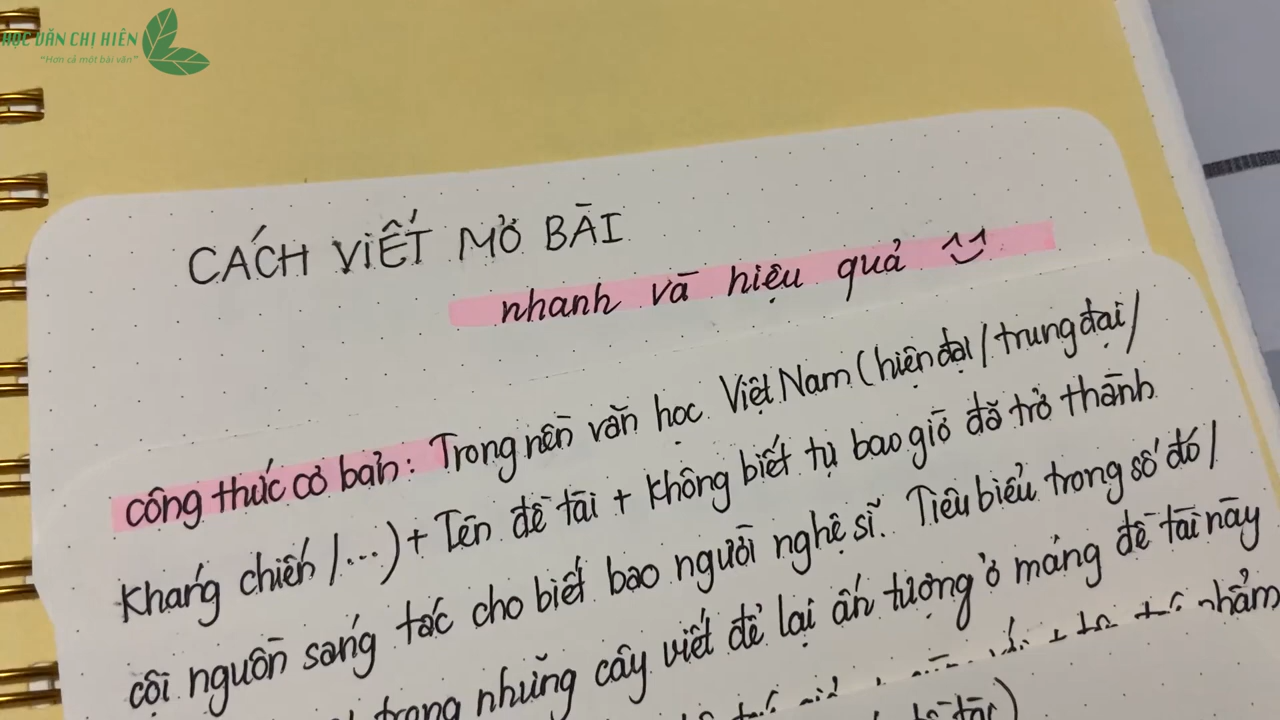 HỌC VĂN CHỊ HIÊN
"Hơn cả một bài văn"
CÁCH VIẾT MỞ BÀI
nhanh và hiệu quả ^^
công thức cơ bản: Trong nền văn học Việt Nam (hiện đại / trung đại /
kháng chiến /...) + Tên đề tài + không biết tự bao giờ đã trở thành
cội nguồn sáng tác cho biết bao người nghệ sĩ. Tiêu biểu trong số đó /
trong những cây viết để lại ấn tượng ở mảng đề tài này
phẩm